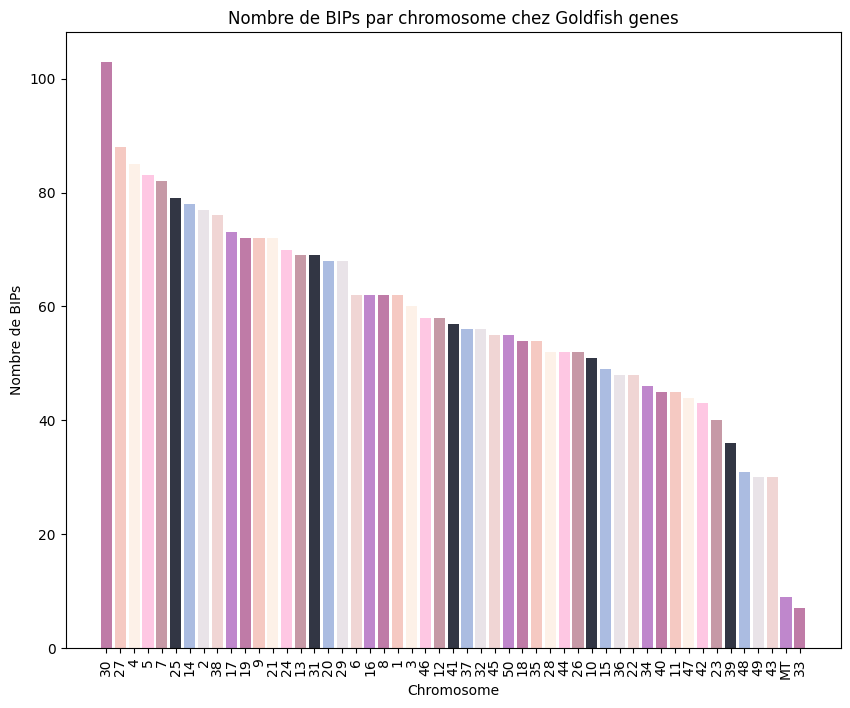 Nombre de BIPs par chromosome chez Goldfish genes
100
80
60
40
20
0
Nombre de BIPs
30 27 4 5 7 25 14 2 38 17 19 9 21 24 13 31 20 29 6 16 8 1 3 46 12 41 37 32 45 50 18 35 28 44 26 10 15 36 22 34 40 11 47 42 23 39 48 49 43 MT 33
Chromosome